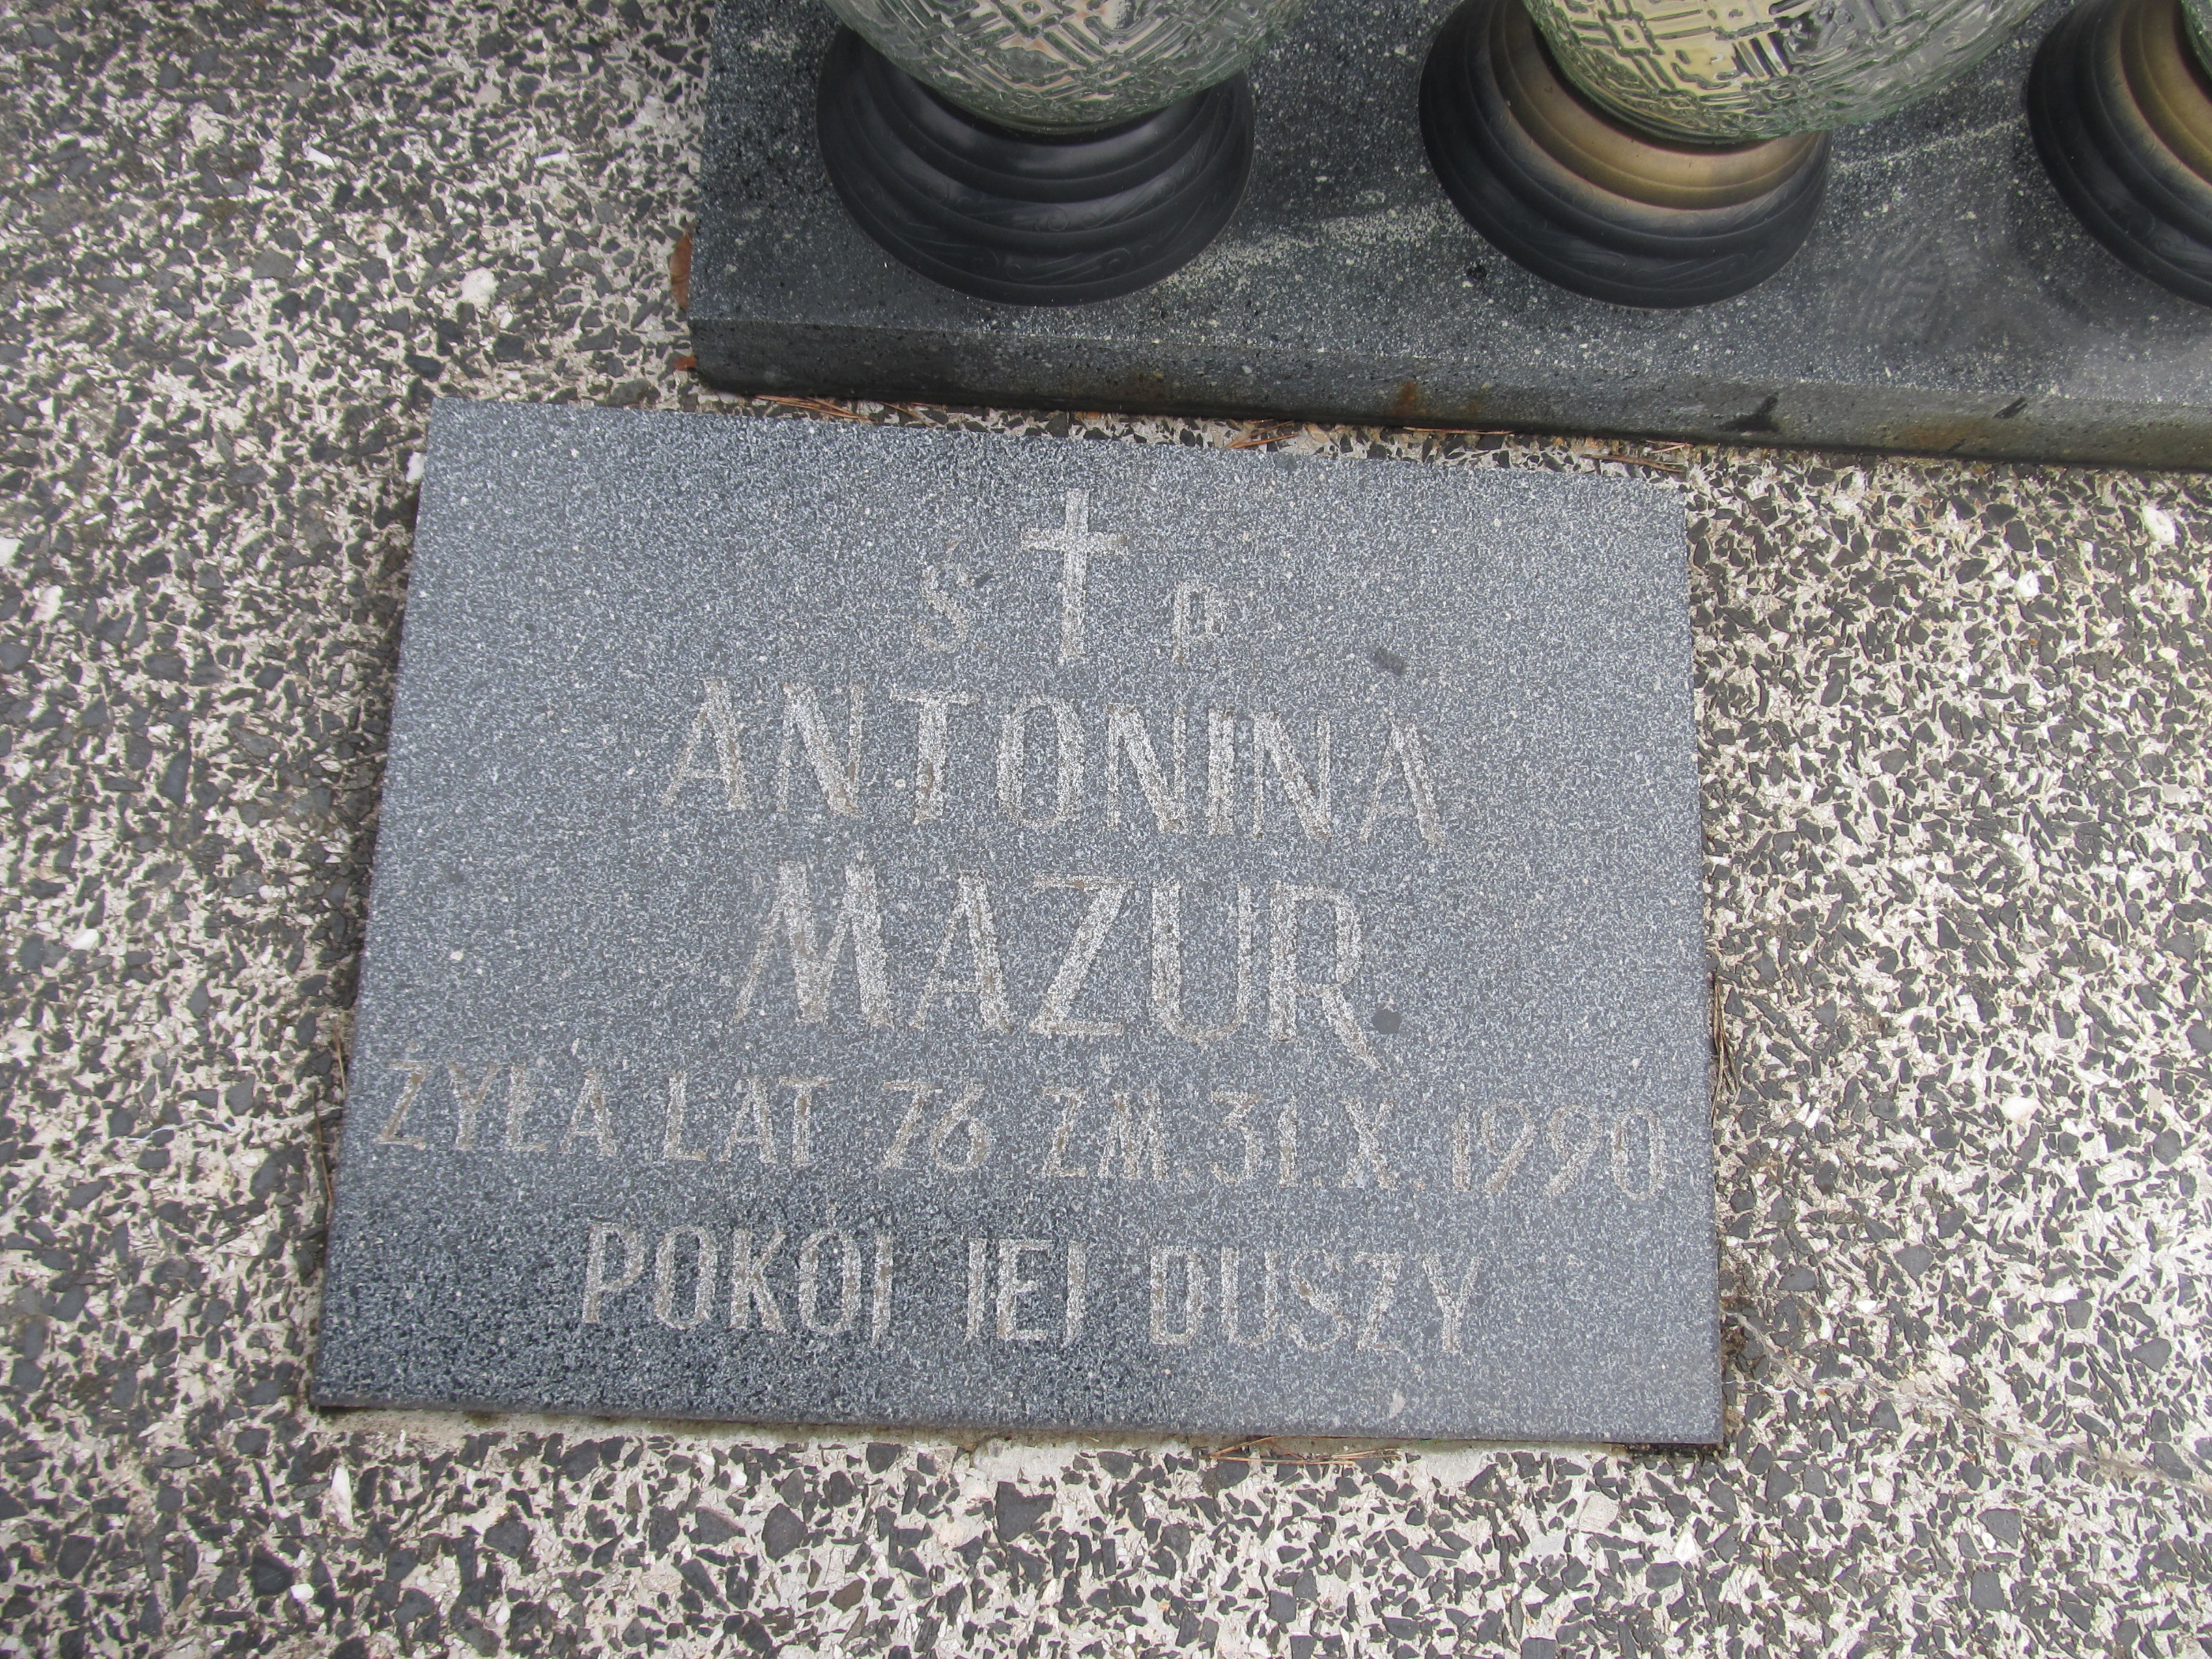 Ś. P.
ANTONINA
MAZUR
ŻYŁA LAT 76 ZM. 31.X.1990
POKÓJ JEJ DUSZY